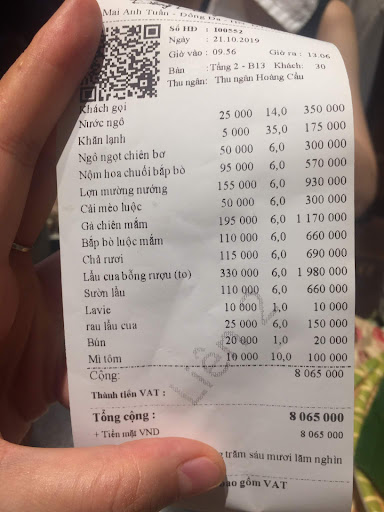 Mai Anh Tuấn - Đống Đa -
Số HD : 100552
Ngày : 21.10.2019
Giờ vào : 09.56 Giờ ra : 13.06
Bàn : Tầng 2 - B13 Khách: 30
Thu ngân: Thu ngân Hoàng Cầu
Khách gọi
Nước ngô 25 000 14,0 350 000
Khăn lạnh 5 000 35,0 175 000
Ngô ngọt chiên bơ 50 000 6,0 300 000
Nộm hoa chuối bắp bò 95 000 6,0 570 000
Lợn mường nướng 155 000 6,0 930 000
Cải mèo luộc 50 000 6,0 300 000
Gà chiên mắm 195 000 6,0 1 170 000
Bắp bò luộc mắm 110 000 6,0 660 000
Chả rươi 115 000 6,0 690 000
Lẩu cua bỗng rượu (to) 330 000 6,0 1 980 000
Sườn lẩu 110 000 6,0 660 000
Lavie 10 000 1,0 10 000
rau lẩu cua 25 000 6,0 150 000
Bún 20 000 1,0 20 000
Mì tôm 10 000 10,0 100 000
Liên 2
Cộng: 8 065 000
Thành tiền VAT :
Tổng cộng : 8 065 000
+ Tiền mặt VND 8 065 000
trăm sáu mươi lăm nghìn
bao gồm VAT